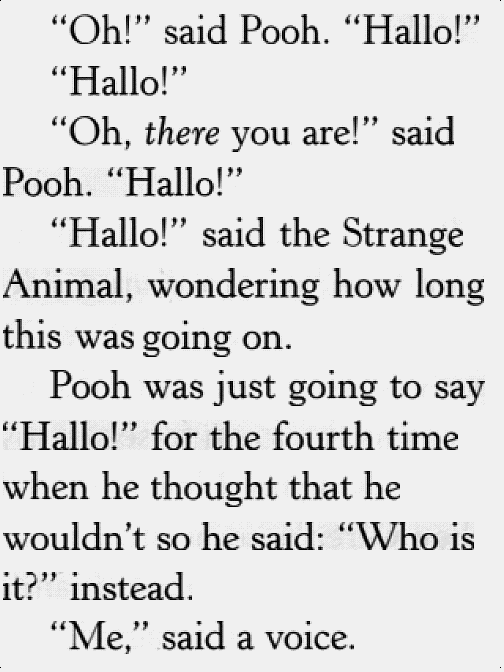 “Oh!” said Pooh. “Hallo!”
“Hallo!”
“Oh, there you are!” said
Pooh. “Hallo!”
“Hallo!” said the Strange
Animal, wondering how long
this was going on.
Pooh was just going to say
“Hallo!” for the fourth time
when he thought that he
wouldn’t so he said: “Who is
it?” instead.
“Me,” said a voice.